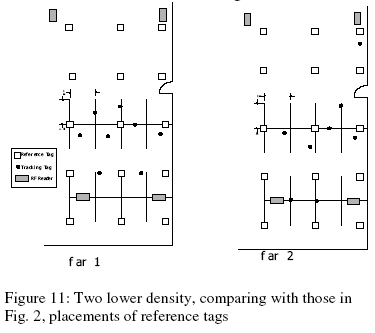 Reference Tag
Tracking Tag
RF Reader
far 1
far 2
Figure 11: Two lower density, comparing with those in
Fig. 2, placements of reference tags